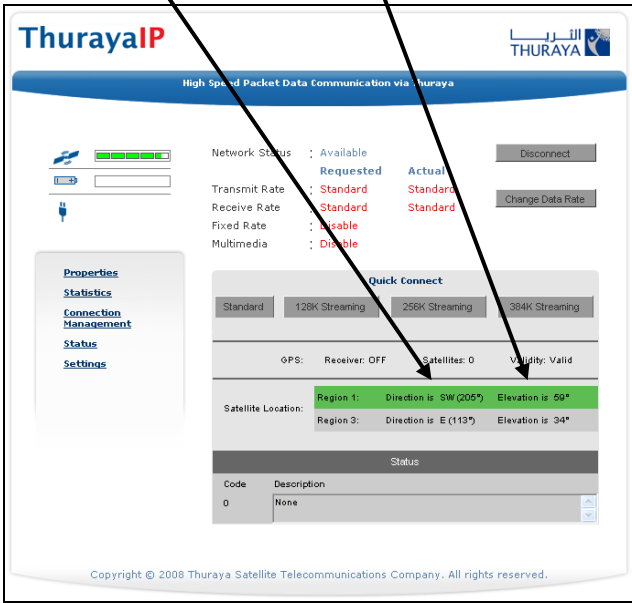 ThurayaIP
الثريا
THURAYA
High Speed Packet Data Communication via Thuraya
Network Status : Available
Disconnect
Requested Actual
Transmit Rate : Standard Standard
Change Data Rate
Receive Rate : Standard Standard
Fixed Rate : Disable
Multimedia : Disable
Properties
Statistics
Connection
Management
Status
Settings
Quick Connect
Standard 128K Streaming 256K Streaming 384K Streaming
GPS: Receiver: OFF Satellites: 0 Validity: Valid
Satellite Location:
Region 1: Direction is SW (205°) Elevation is 59°
Region 3: Direction is E (113°) Elevation is 34°
Status
Code Description
0 None
Copyright © 2008 Thuraya Satellite Telecommunications Company. All rights reserved.